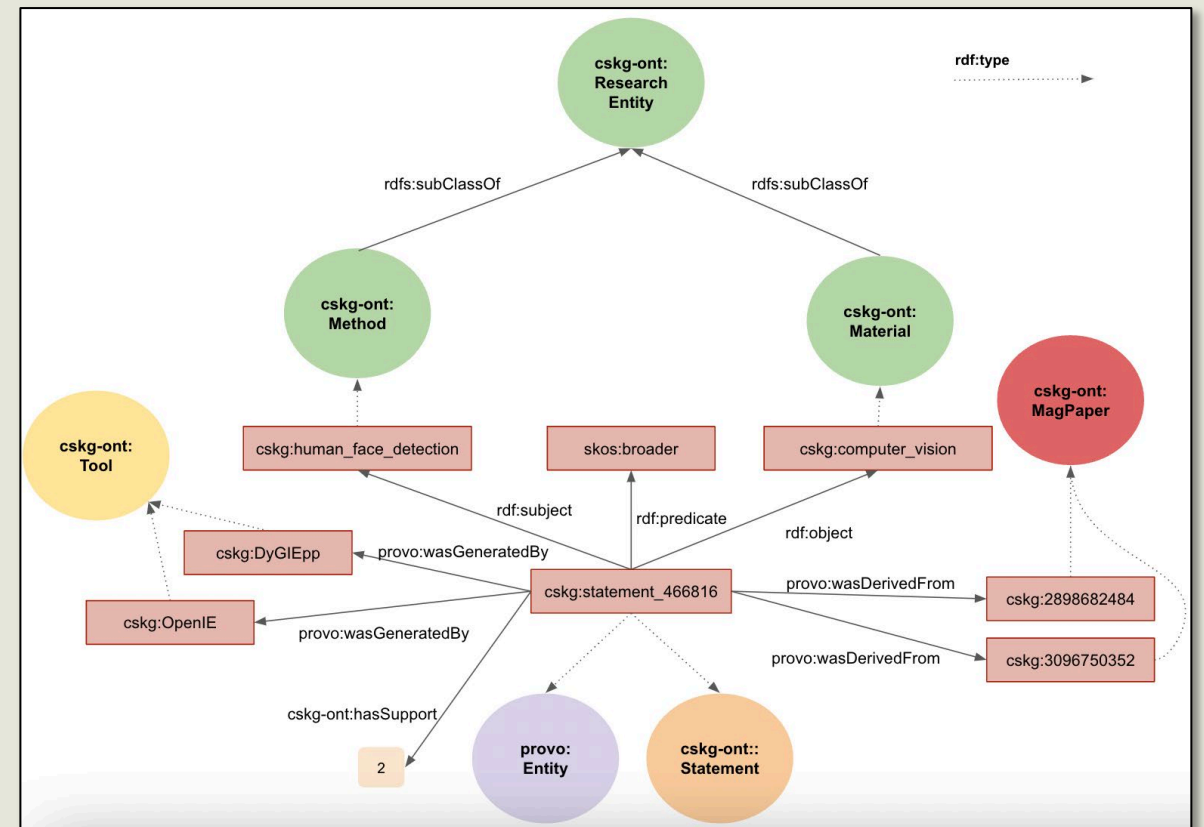 cskg-ont:
Research
Entity
rdf:type
rdfs:subClassOf
rdfs:subClassOf
cskg-ont:
Method
cskg-ont:
Material
cskg-ont:
MagPaper
cskg-ont:
Tool
cskg:human_face_detection
skos:broader
cskg:computer_vision
rdf:subject
rdf:predicate
rdf:object
cskg:DyGIEpp
provo:wasGeneratedBy
cskg:statement_466816
provo:wasDerivedFrom
cskg:2898682484
cskg:OpenIE
provo:wasGeneratedBy
provo:wasDerivedFrom
cskg:3096750352
cskg-ont:hasSupport
2
provo:
Entity
cskg-ont::
Statement